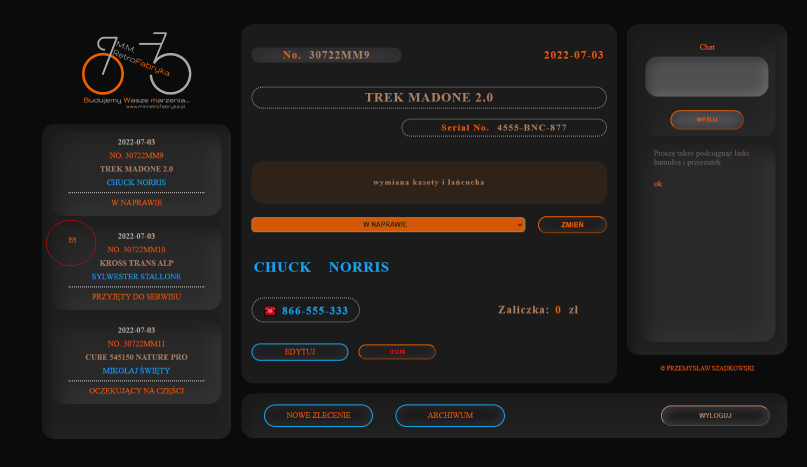 M.M.
RetroFabryka
Budujemy Wasze marzenia...
www.mmretrofabryka.pl
2022-07-03
NO. 30722MM9
TREK MADONE 2.0
CHUCK NORRIS
W NAPRAWIE
2022-07-03
NO. 30722MM10
KROSS TRANS ALP
SYLWESTER STALLONE
PRZYJĘTY DO SERWISU
2022-07-03
NO. 30722MM11
CUBE 545150 NATURE PRO
MIKOŁAJ ŚWIĘTY
OCZEKUJĄCY NA CZĘŚCI
No. 30722MM9
2022-07-03
TREK MADONE 2.0
Serial No. 4555-BNC-877
wymiana kasety i łańcucha
W NAPRAWIE
ZMIEŃ
CHUCK NORRIS
866-555-333
Zaliczka: 0 zł
EDYTUJ
USUŃ
NOWE ZLECENIE
ARCHIWUM
WYLOGUJ
Chat
WYŚLIJ
Proszę także podciągnąć linki
hamulca i przerzutek
ok
© PRZEMYSŁAW SZADKOWSKI